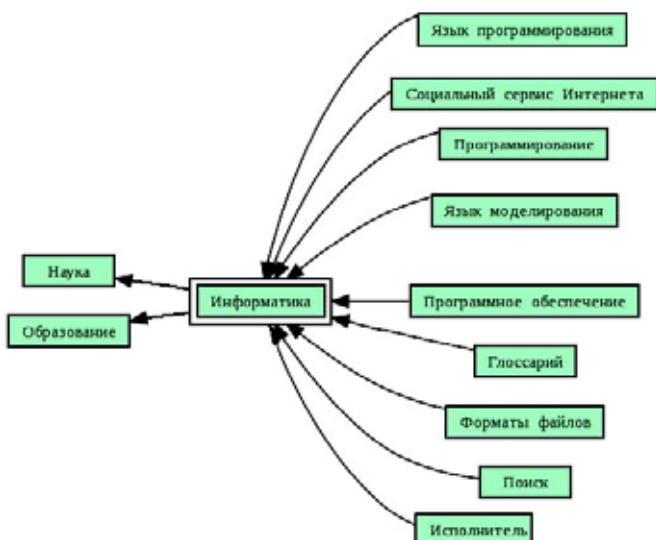 Язык программирования
Социальный сервис Интернета
Программирование
Язык моделирования
Наука
Информатика
Программное обеспечение
Образование
Глоссарий
Форматы файлов
Поиск
Исполнитель